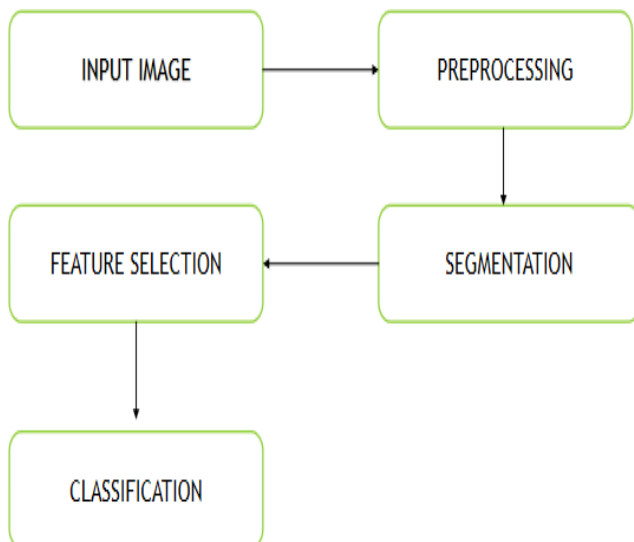 INPUT IMAGE
PREPROCESSING
SEGMENTATION
FEATURE SELECTION
CLASSIFICATION